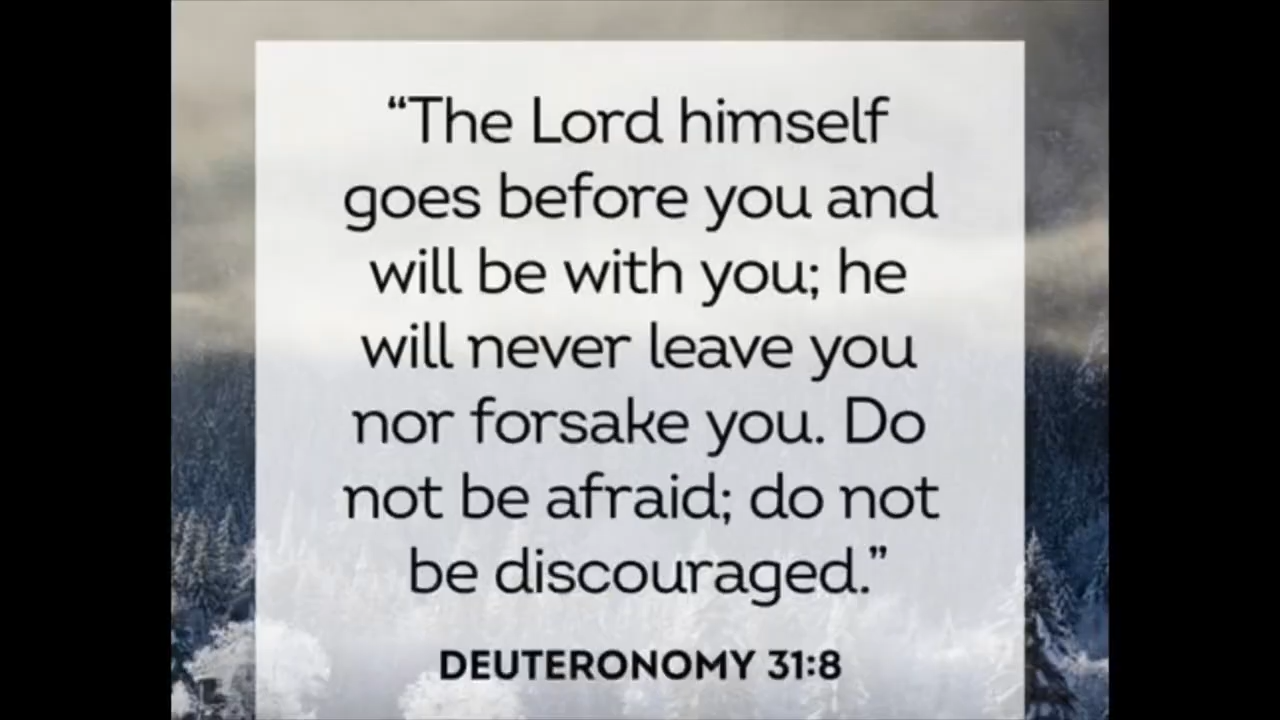 “The Lord himself
goes before you and
will be with you; he
will never leave you
nor forsake you. Do
not be afraid; do not
be discouraged.”
DEUTERONOMY 31:8